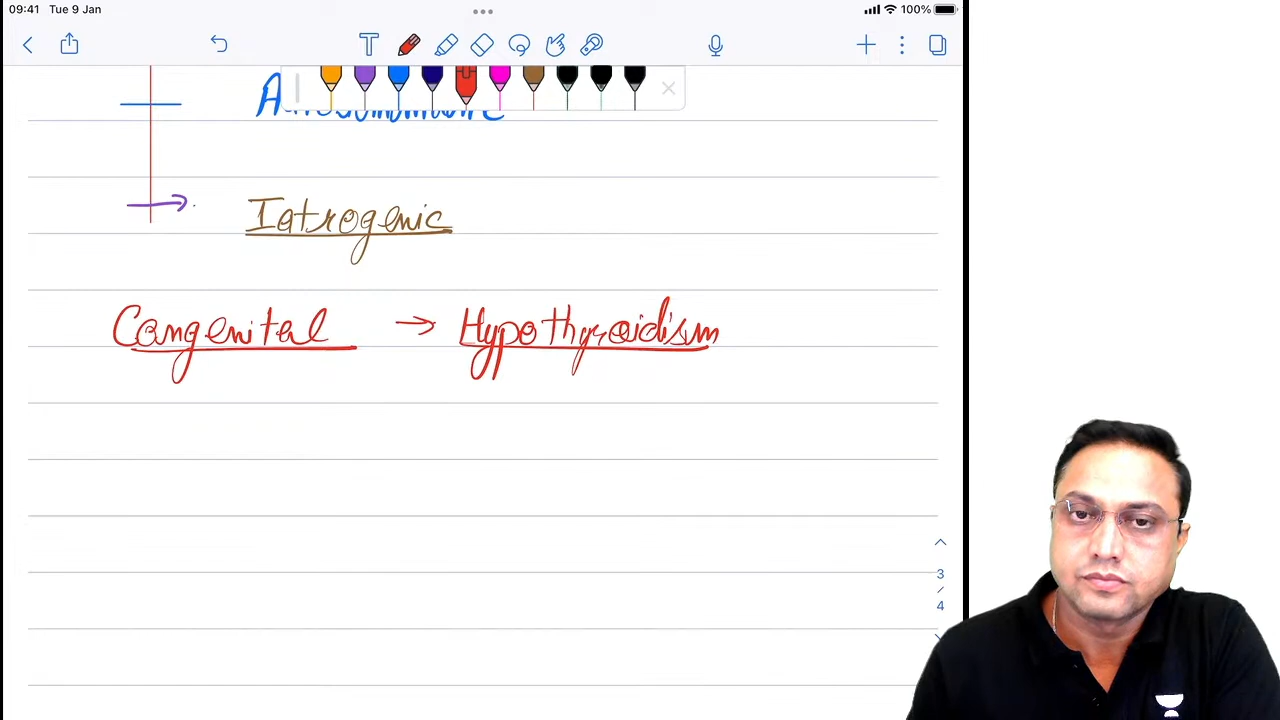 09:41 Tue 9 Jan 100%
T
Iatrogenic
Congenital → Hypothyroidism
3
/
4